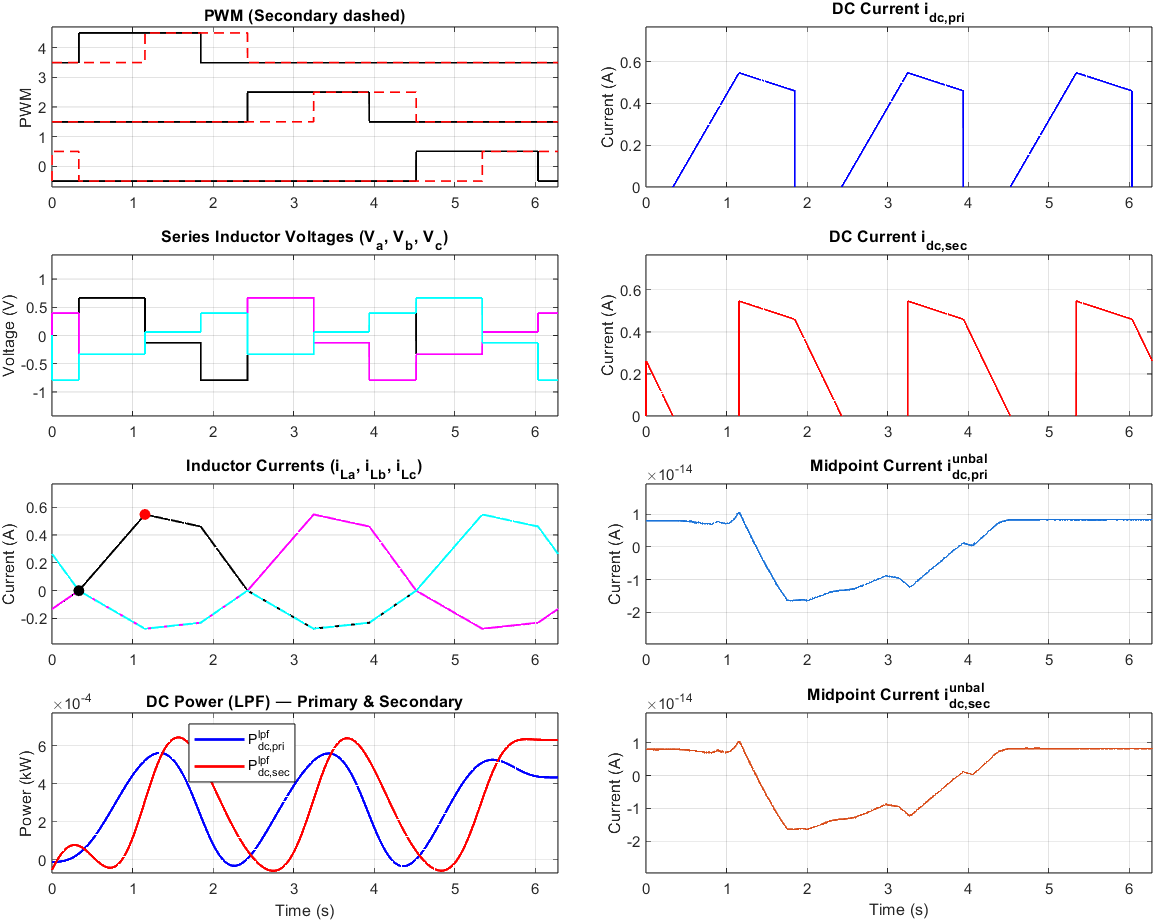 PWM (Secondary dashed)
PWM
4
3
2
1
0
0 1 2 3 4 5 6
DC Current i_dc,pri
Current (A)
0.6
0.4
0.2
0
0 1 2 3 4 5 6
Series Inductor Voltages (V_a, V_b, V_c)
Voltage (V)
1
0.5
0
-0.5
-1
0 1 2 3 4 5 6
DC Current i_dc,sec
Current (A)
0.6
0.4
0.2
0
0 1 2 3 4 5 6
Inductor Currents (i_La, i_Lb, i_Lc)
Current (A)
0.6
0.4
0.2
0
-0.2
0 1 2 3 4 5 6
Midpoint Current i_dc,pri^unbal
×10^-14
Current (A)
1
0
-1
-2
0 1 2 3 4 5 6
DC Power (LPF) — Primary & Secondary
×10^-4
Power (kW)
6
4
2
0
P_dc,pri^lpf
P_dc,sec^lpf
0 1 2 3 4 5 6
Time (s)
Midpoint Current i_dc,sec^unbal
×10^-14
Current (A)
1
0
-1
-2
0 1 2 3 4 5 6
Time (s)